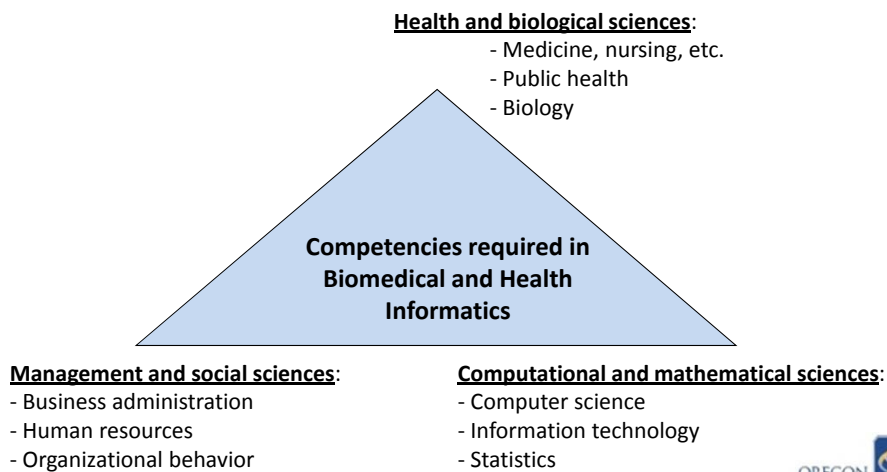 Health and biological sciences:
- Medicine, nursing, etc.
- Public health
- Biology
Competencies required in
Biomedical and Health
Informatics
Management and social sciences:
- Business administration
- Human resources
- Organizational behavior
Computational and mathematical sciences:
- Computer science
- Information technology
- Statistics
OREGON